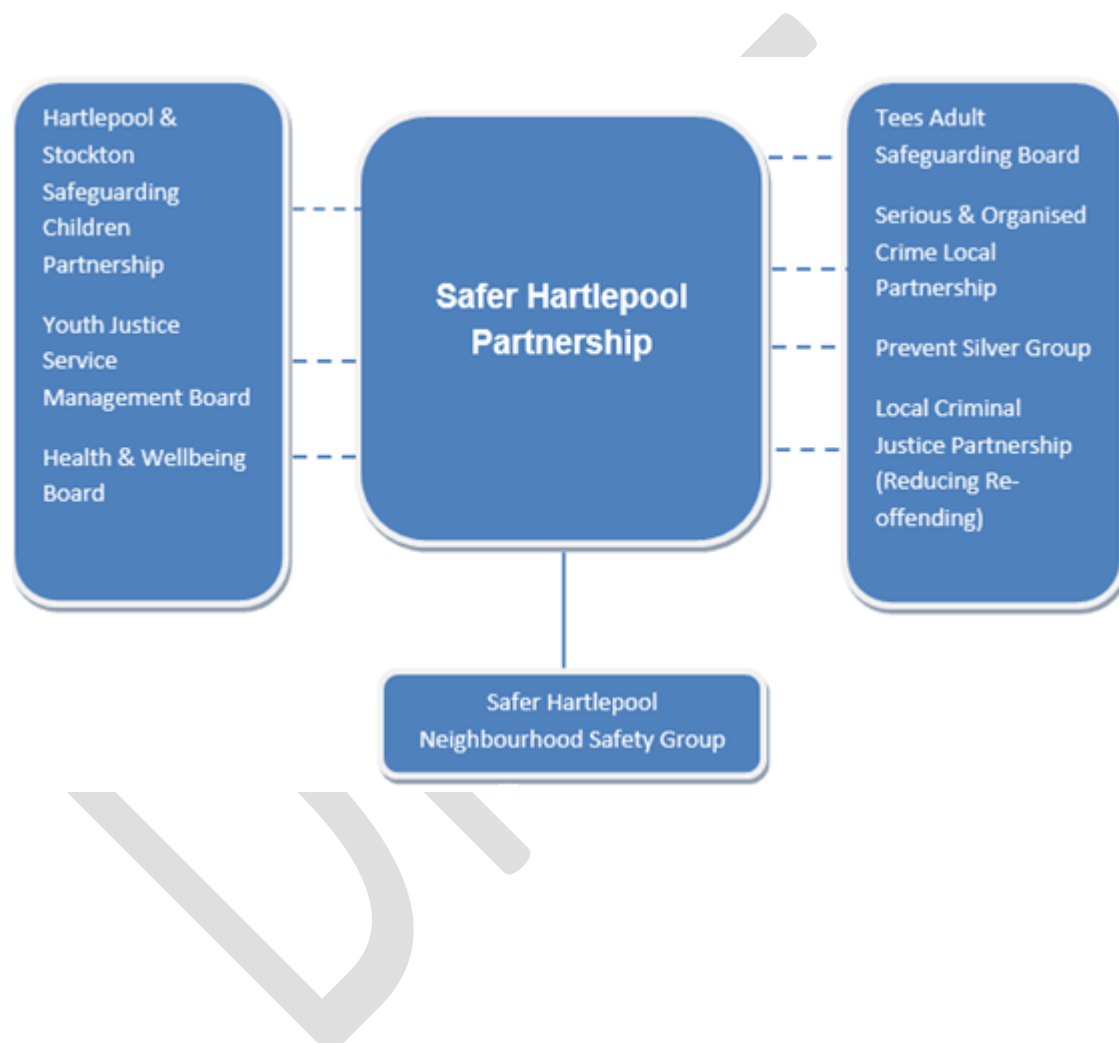 Hartlepool &
Stockton
Safeguarding
Children
Partnership
Youth Justice
Service
Management Board
Health & Wellbeing
Board
Safer Hartlepool
Partnership
Tees Adult
Safeguarding Board
Serious & Organised
Crime Local
Partnership
Prevent Silver Group
Local Criminal
Justice Partnership
(Reducing Re-
offending)
Safer Hartlepool
Neighbourhood Safety Group